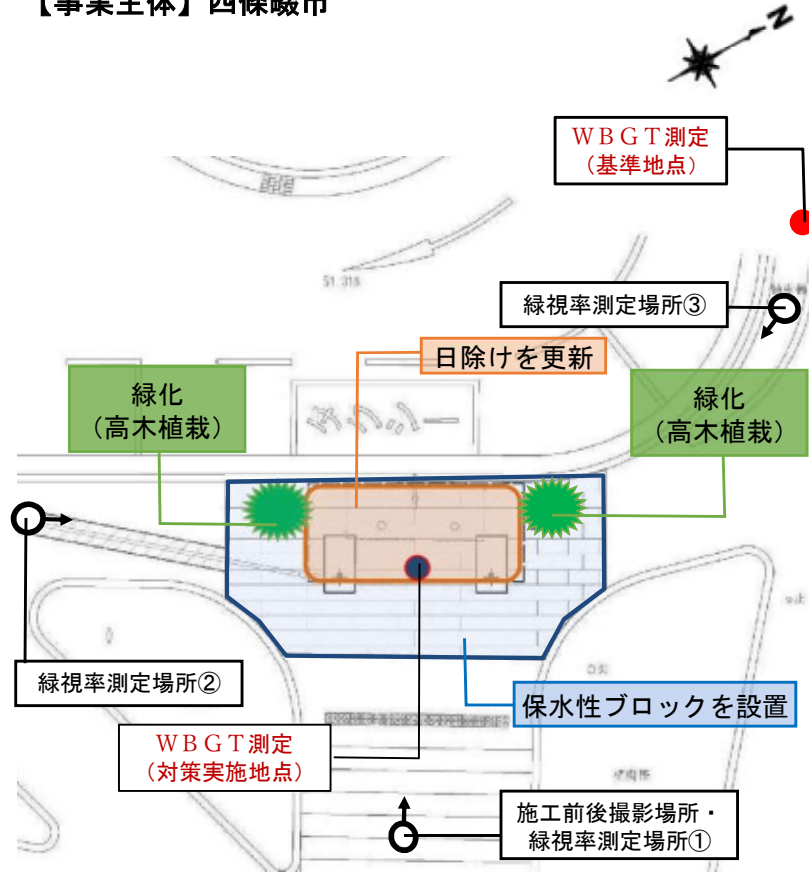 【事業主体】四條畷市
N
ＷＢＧＴ測定
（基準地点）
51.316
緑視率測定場所③
日除けを更新
緑化
（高木植栽）
緑化
（高木植栽）
緑視率測定場所②
保水性ブロックを設置
ＷＢＧＴ測定
（対策実施地点）
施工前後撮影場所・
緑視率測定場所①